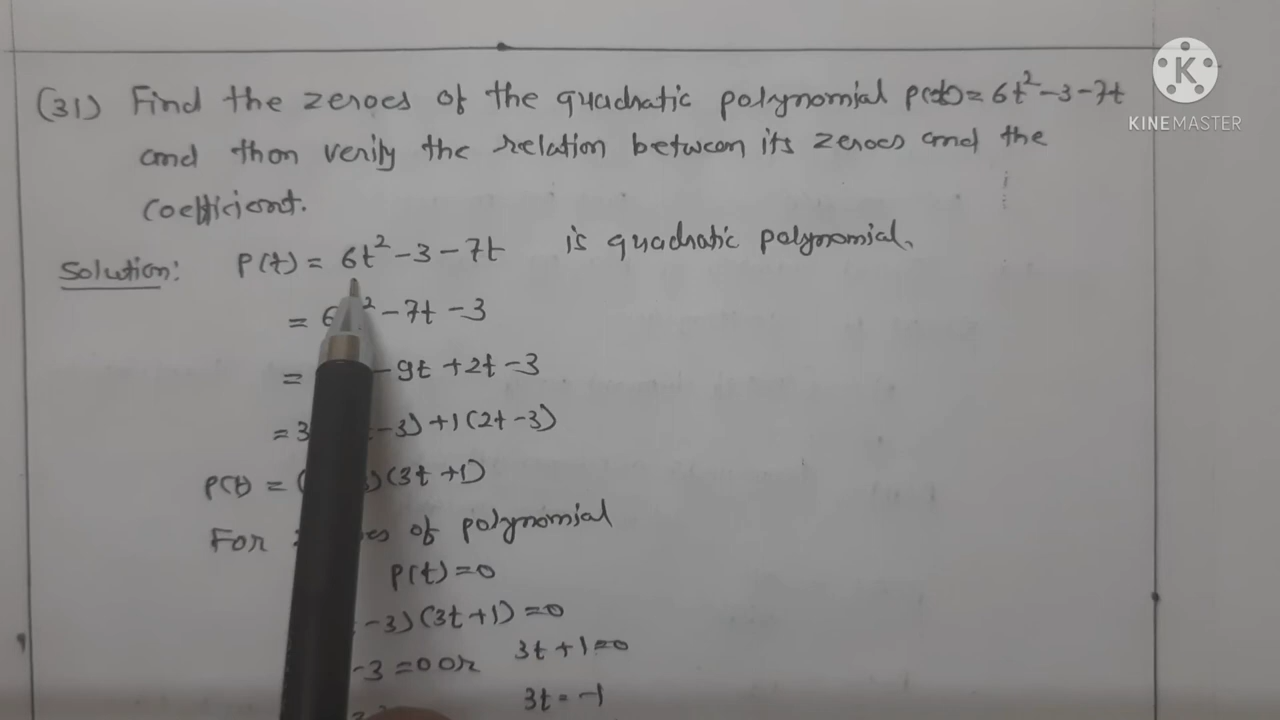 (31) Find the zeroes of the quadratic polynomial p(t) = 6t² - 3 - 7t
and then verify the relation between its zeroes and the
coefficient.
Solution: P(t) = 6t² - 3 - 7t is quadratic polynomial.
= 6 ² - 7t - 3
= - 9t + 2t - 3
= 3 - 3) + 1 (2t - 3)
P(t) = ( ) (3t + 1)
For of polynomial
P(t) = 0
- 3) (3t + 1) = 0
- 3 = 0 or 3t + 1 = 0
3t = -1
K
KINEMASTER